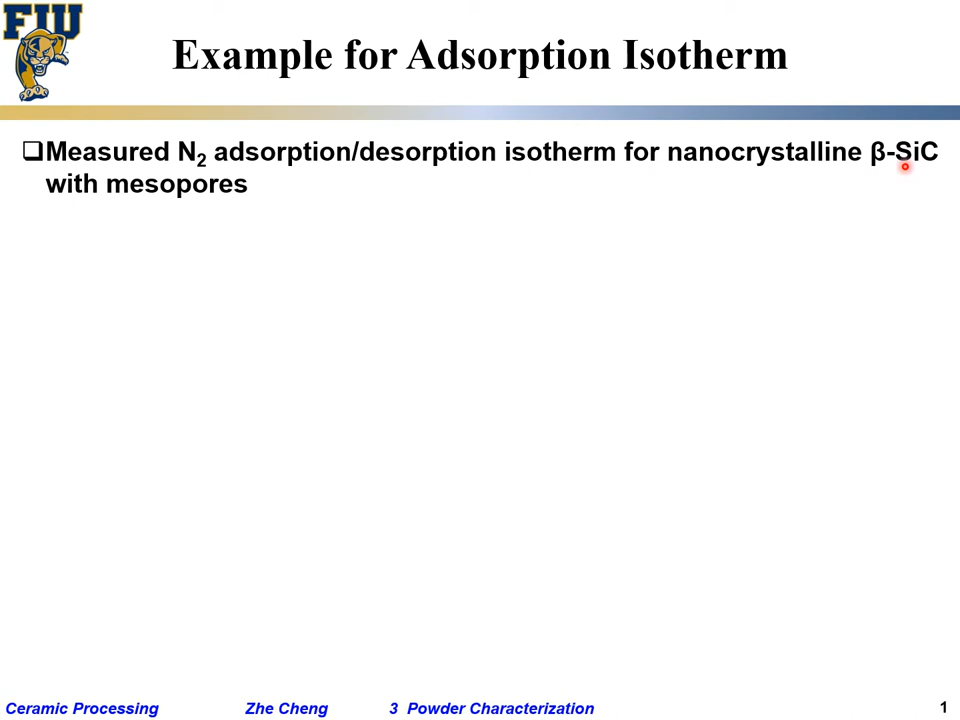 FIU
Example for Adsorption Isotherm
❑Measured N₂ adsorption/desorption isotherm for nanocrystalline β-SiC
with mesopores
Ceramic Processing Zhe Cheng 3 Powder Characterization 1